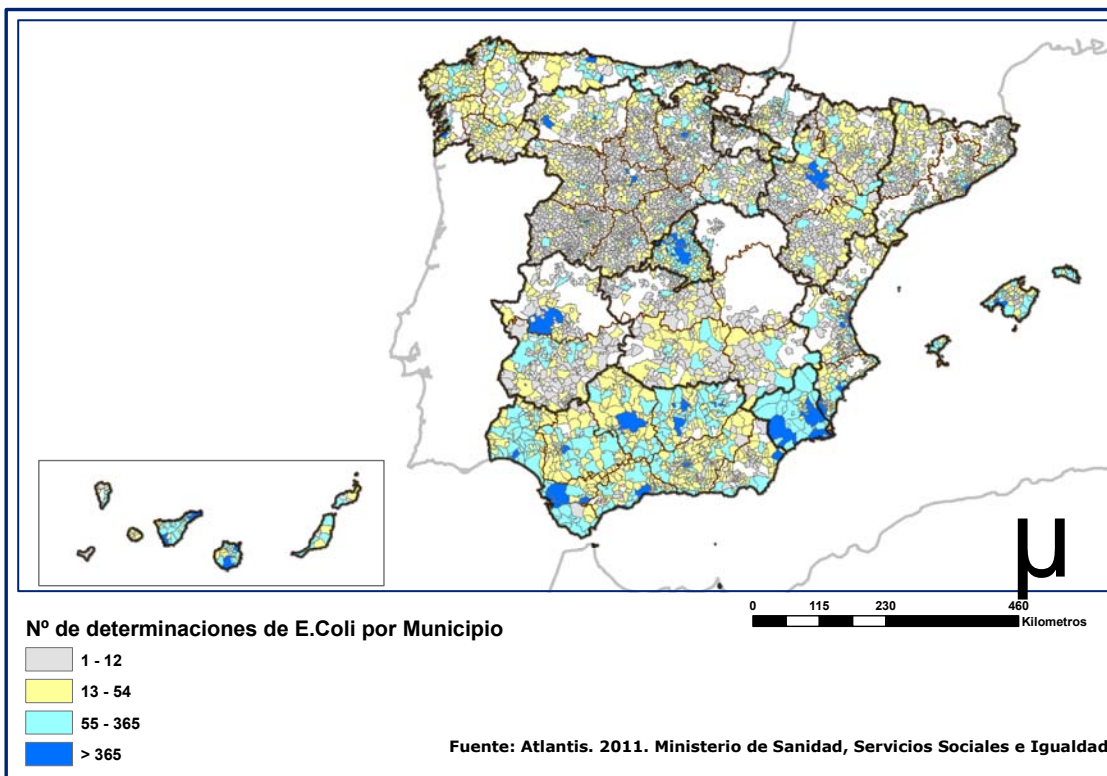 µ
0 115 230 460
Kilometros
Nº de determinaciones de E.Coli por Municipio
1 - 12
13 - 54
55 - 365
> 365
Fuente: Atlantis. 2011. Ministerio de Sanidad, Servicios Sociales e Igualdad